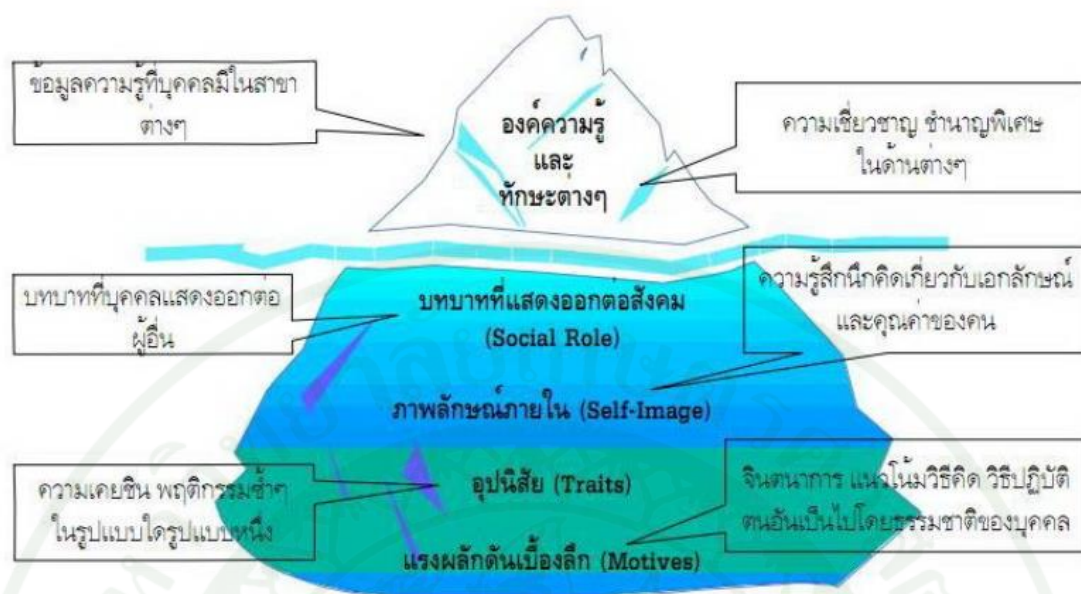 ข้อมูลความรู้ที่บุคคลมีในสาขา
ต่างๆ
องค์ความรู้
และ
ทักษะต่างๆ
ความเชี่ยวชาญ ชำนาญพิเศษ
ในด้านต่างๆ
บทบาทที่บุคคลแสดงออกต่อ
ผู้อื่น
บทบาทที่แสดงออกต่อสังคม
(Social Role)
ความรู้สึกนึกคิดเกี่ยวกับเอกลักษณ์
และคุณค่าของคน
ภาพลักษณ์ภายใน (Self-Image)
ความเคยชิน พฤติกรรมซ้ำๆ
ในรูปแบบใดรูปแบบหนึ่ง
อุปนิสัย (Traits)
จินตนาการ แนวโน้มวิธีคิด วิธีปฏิบัติ
ตนอันเป็นไปโดยธรรมชาติของบุคคล
แรงผลักดันเบื้องลึก (Motives)